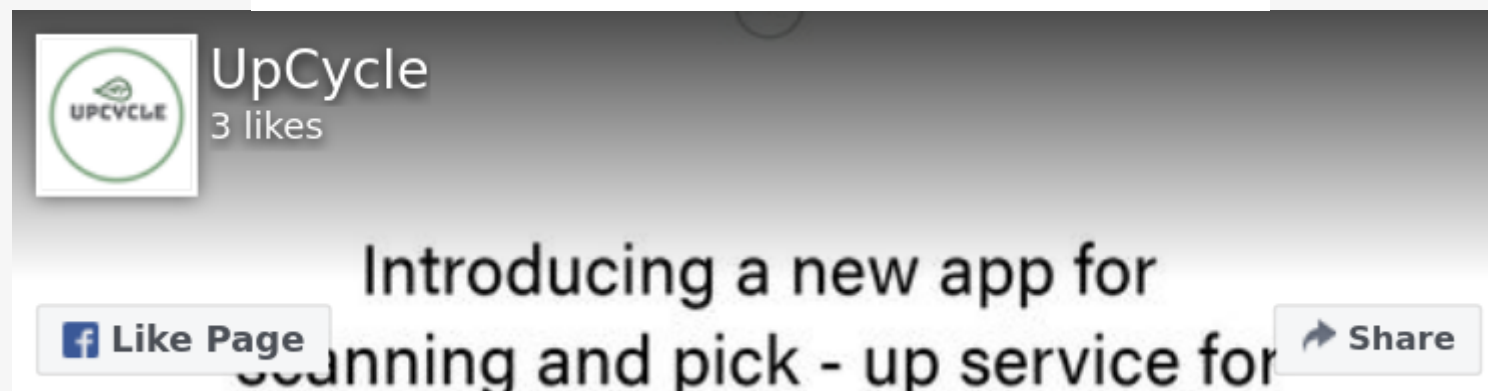 UPCYCLE
UpCycle
3 likes
Introducing a new app for
Like Page
scanning and pick - up service for
Share